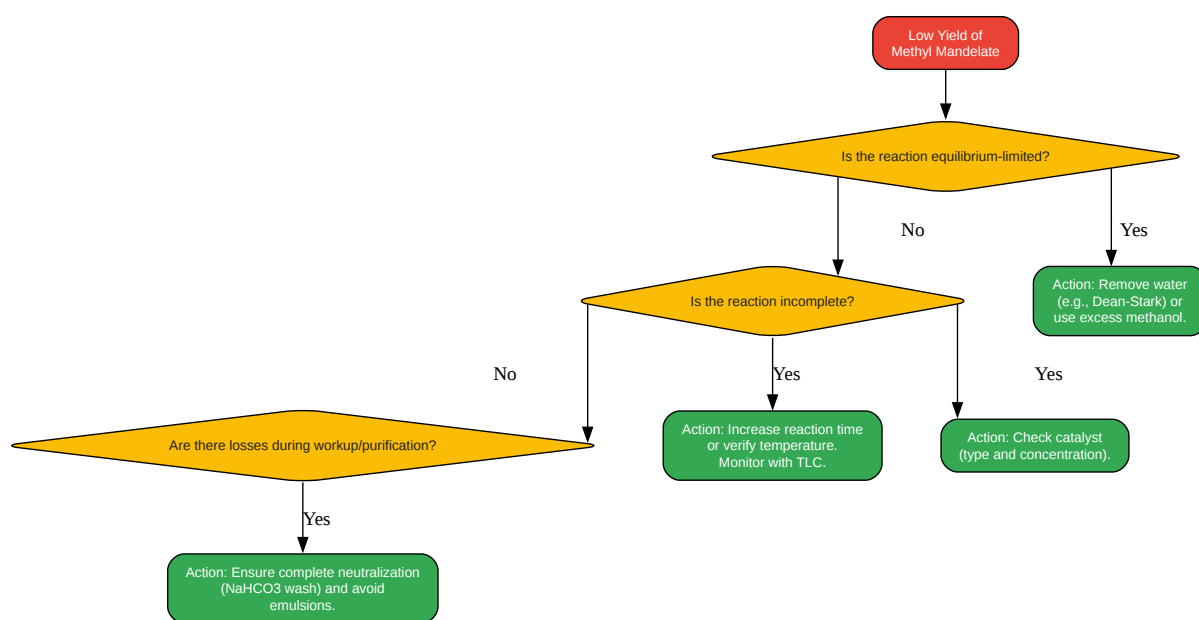 Low Yield of
Methyl Mandelate
Is the reaction equilibrium-limited?
No
Yes
Is the reaction incomplete?
Action: Remove water
(e.g., Dean-Stark) or
use excess methanol.
No
Yes
Yes
Are there losses during workup/purification?
Action: Increase reaction time
or verify temperature.
Monitor with TLC.
Action: Check catalyst
(type and concentration).
Yes
Action: Ensure complete neutralization
(NaHCO3 wash) and avoid
emulsions.